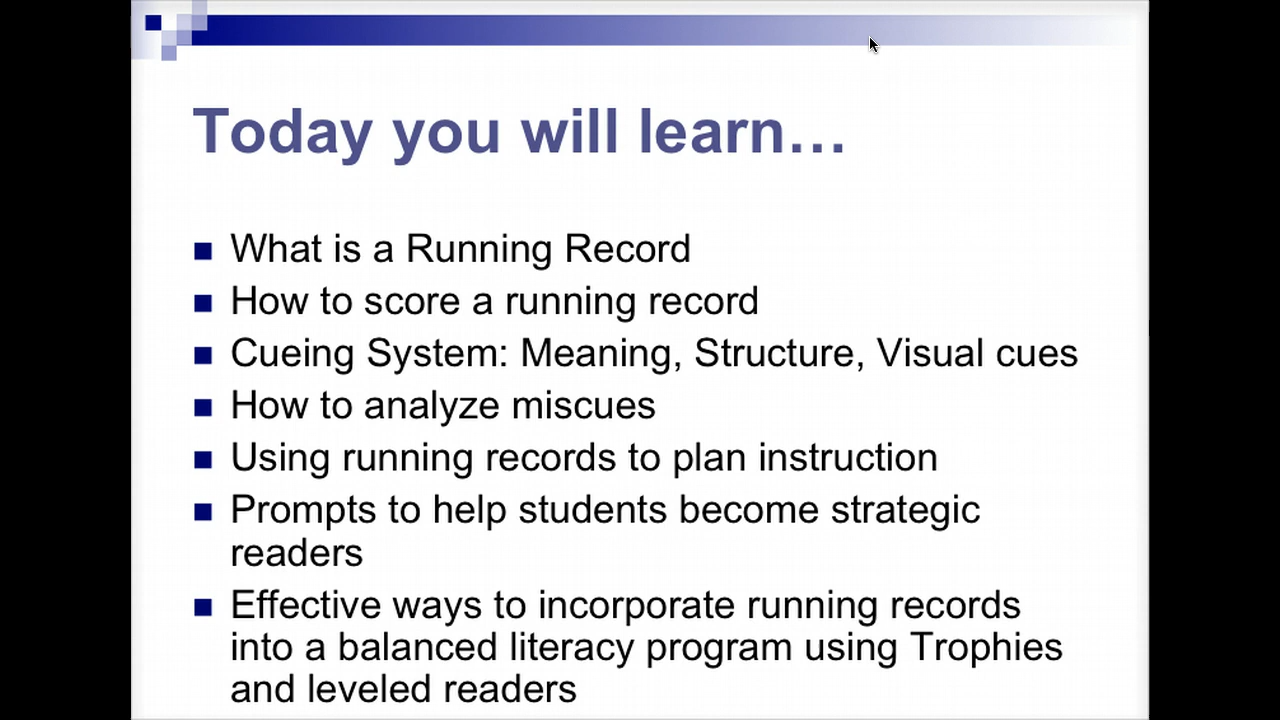 Today you will learn…
What is a Running Record
How to score a running record
Cueing System: Meaning, Structure, Visual cues
How to analyze miscues
Using running records to plan instruction
Prompts to help students become strategic
readers
Effective ways to incorporate running records
into a balanced literacy program using Trophies
and leveled readers